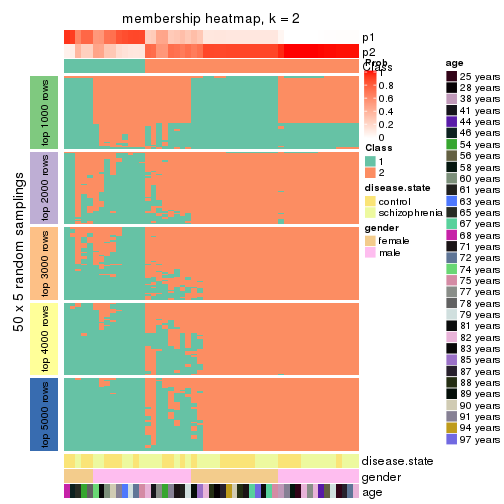 membership heatmap, k = 2
p1
p2
Class
50 x 5 random samplings
top 1000 rows
top 2000 rows
top 3000 rows
top 4000 rows
top 5000 rows
disease.state
gender
age
Prob
1
0.8
0.6
0.4
0.2
0
Class
1
2
disease.state
control
schizophrenia
gender
female
male
age
25 years
28 years
38 years
41 years
44 years
46 years
54 years
56 years
58 years
60 years
61 years
63 years
65 years
67 years
68 years
71 years
72 years
74 years
75 years
77 years
78 years
79 years
81 years
82 years
83 years
85 years
87 years
88 years
89 years
90 years
91 years
94 years
97 years